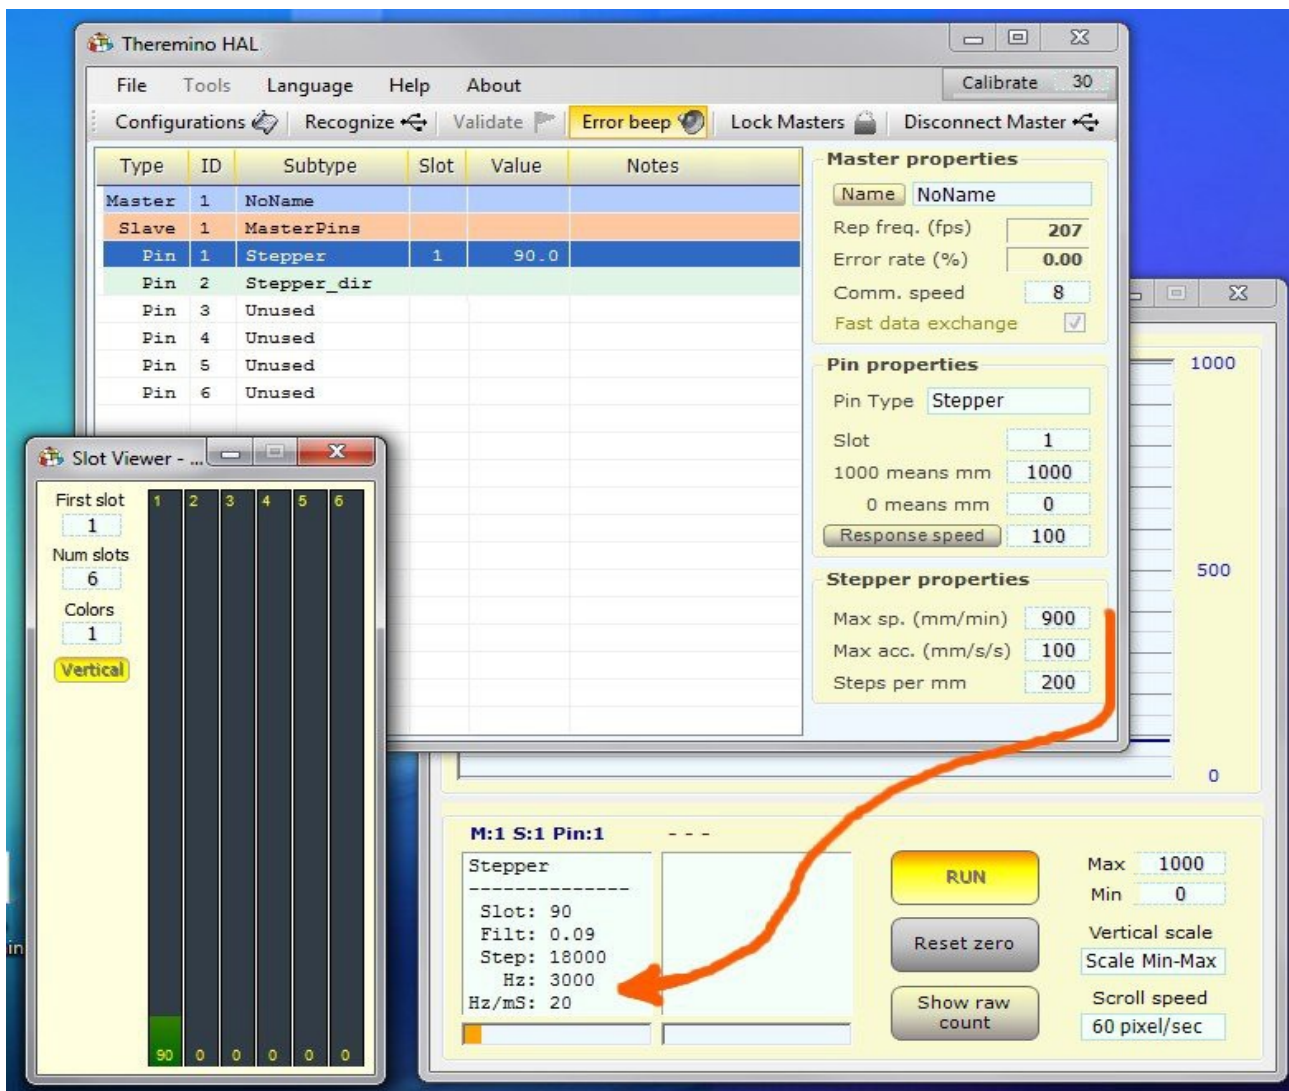 Theremino HAL
File Tools Language Help About Calibrate 30
Configurations Recognize Validate Error beep Lock Masters Disconnect Master
Type ID Subtype Slot Value Notes
Master 1 NoName
Slave 1 MasterPins
Pin 1 Stepper 1 90.0
Pin 2 Stepper_dir
Pin 3 Unused
Pin 4 Unused
Pin 5 Unused
Pin 6 Unused
Master properties
Name NoName
Rep freq. (fps) 207
Error rate (%) 0.00
Comm. speed 8
Fast data exchange
Pin properties
Pin Type Stepper
Slot 1
1000 means mm 1000
0 means mm 0
Response speed 100
Stepper properties
Max sp. (mm/min) 900
Max acc. (mm/s/s) 100
Steps per mm 200
1000
500
0
Slot Viewer - ...
First slot
1
Num slots
6
Colors
1
Vertical
1 2 3 4 5 6
90 0 0 0 0 0
M:1 S:1 Pin:1 - - -
Stepper
--------------
Slot: 90
Filt: 0.09
Step: 18000
Hz: 3000
Hz/mS: 20
RUN
Reset zero
Show raw
count
Max 1000
Min 0
Vertical scale
Scale Min-Max
Scroll speed
60 pixel/sec
in